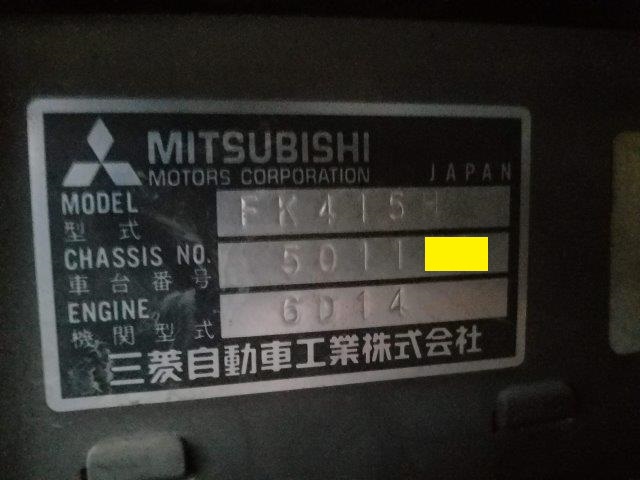 MITSUBISHI
MOTORS CORPORATION JAPAN
MODEL FK415H
型式
CHASSIS NO. 5011
車台番号
ENGINE 6D14
機関型式
三菱自動車工業株式会社